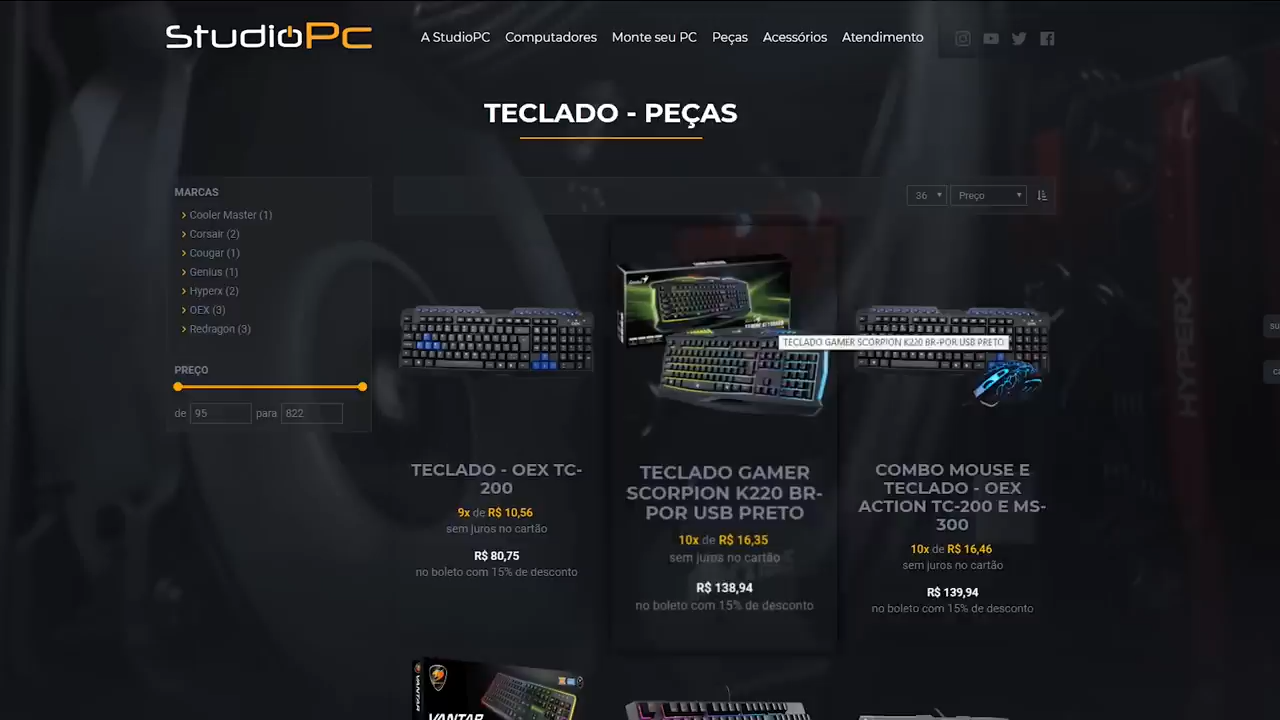 StudioPc
A StudioPC Computadores Monte seu PC Peças Acessórios Atendimento
TECLADO - PEÇAS
MARCAS
Cooler Master (1)
Corsair (2)
Cougar (1)
Genius (1)
Hyperx (2)
OEX (3)
Redragon (3)
PREÇO
de 95 para 822
36 Preço
TECLADO GAMER SCORPION K220 BR-POR USB PRETO
HYPERX
TECLADO - OEX TC-
200
9x de R$ 10,56
sem juros no cartão
R$ 80,75
no boleto com 15% de desconto
TECLADO GAMER
SCORPION K220 BR-
POR USB PRETO
10x de R$ 16,35
sem juros no cartão
R$ 138,94
no boleto com 15% de desconto
COMBO MOUSE E
TECLADO - OEX
ACTION TC-200 E MS-
300
10x de R$ 16,46
sem juros no cartão
R$ 139,94
no boleto com 15% de desconto
VANTAR